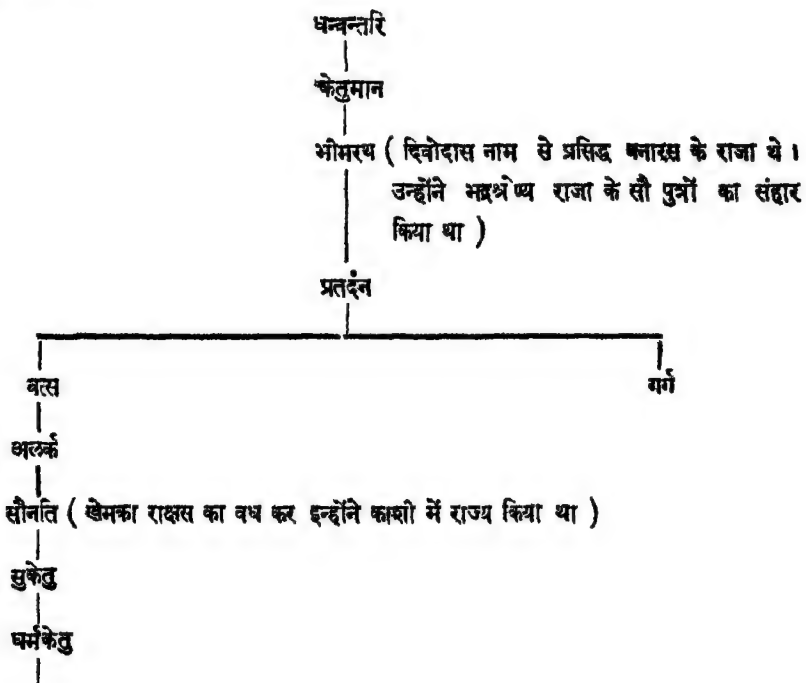 धन्वन्तरि
केतुमान
भीमरथ ( दिवोदास नाम से प्रसिद्ध बनारस के राजा थे ।
उन्होंने भद्रश्रेण्य राजा के सौ पुत्रों का संहार
किया था )
प्रतर्दन
वत्स गर्ग
अलर्क
सौनति ( खेमका राक्षस का वध कर इन्होंने काशी में राज्य किया था )
सुकेतु
धर्मकेतु